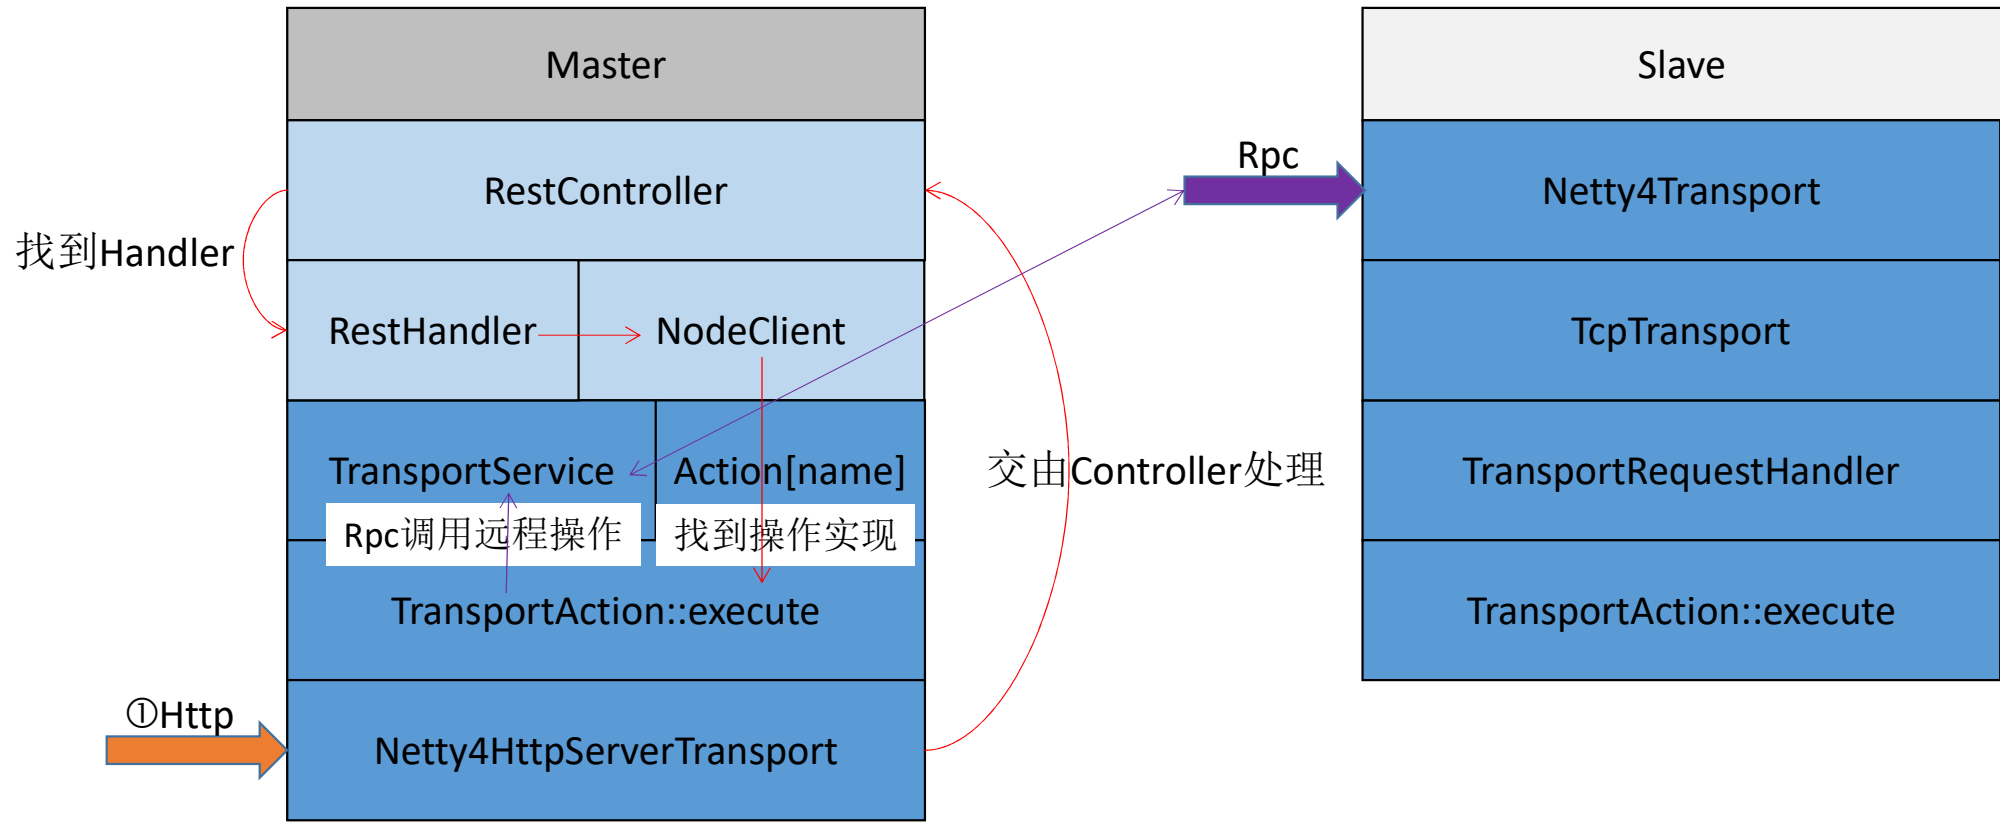 Master
Slave
RestController
Rpc
Netty4Transport
找到Handler
RestHandler
NodeClient
TcpTransport
TransportService
Action[name]
交由Controller处理
TransportRequestHandler
Rpc调用远程操作
找到操作实现
TransportAction::execute
TransportAction::execute
①Http
Netty4HttpServerTransport